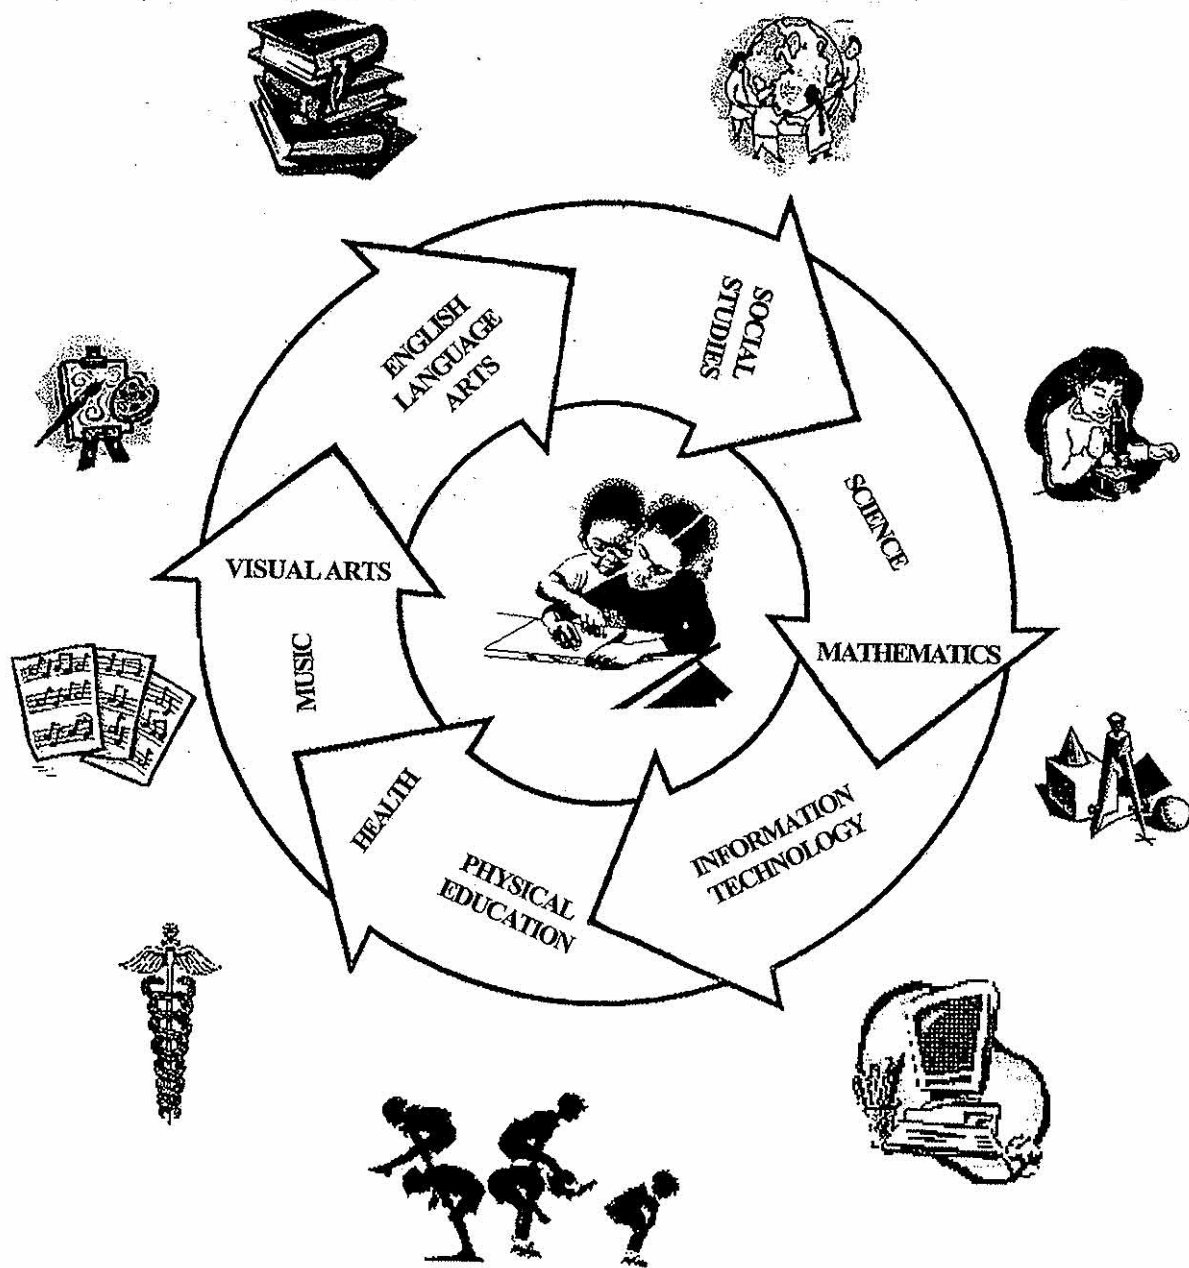 ENGLISH
LANGUAGE
ARTS
SOCIAL
STUDIES
SCIENCE
MATHEMATICS
INFORMATION
TECHNOLOGY
PHYSICAL
EDUCATION
HEALTH
MUSIC
VISUAL ARTS